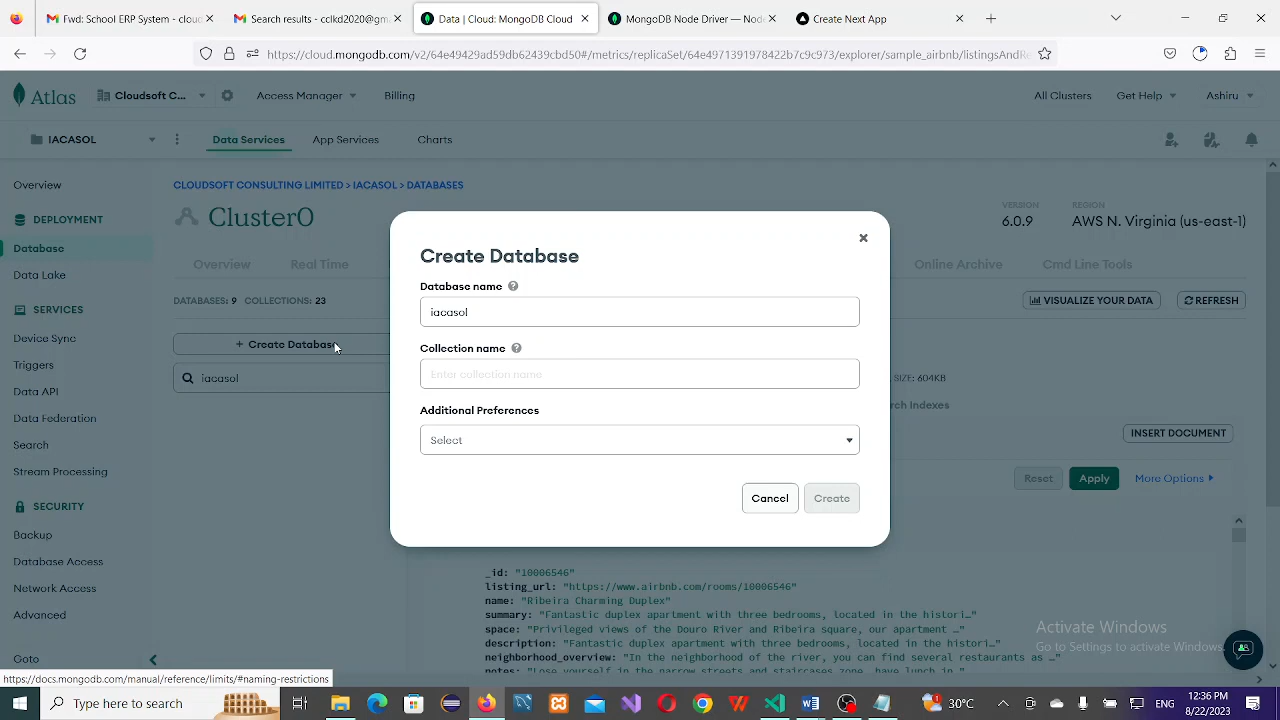 Fwd: School ERP System - clouds
cclkd2020@gm
Data | Cloud: MongoDB Cloud
MongoDB Node Driver — Node
Create Next App
https://cloud.mongodb.com/v2/64e49429ad59db62439cbd50#/metrics/replicaSet/64e4971391978422b7c9c973/explorer/sample_airbnb/listingsAndRe
Atlas
Cloudsoft C...
Access Manager
Billing
All Clusters
Get Help
Ashiru
IACASOL
Data Services
App Services
Charts
Overview
DEPLOYMENT
Database
Data Lake
SERVICES
Device Sync
Triggers
Data API
Data Federation
Search
Stream Processing
SECURITY
Backup
Database Access
Network Access
Advanced
Goto
CLOUDSOFT CONSULTING LIMITED > IACASOL > DATABASES
Cluster0
VERSION
6.0.9
REGION
AWS N. Virginia (us-east-1)
Overview
Real Time
Online Archive
Cmd Line Tools
DATABASES: 9 COLLECTIONS: 23
VISUALIZE YOUR DATA
REFRESH
+ Create Database
iacasol
SIZE: 604KB
rch Indexes
INSERT DOCUMENT
Reset
Apply
More Options
Create Database
Database name
iacasol
Collection name
Enter collection name
Additional Preferences
Select
Cancel
Create
_id: "10006546"
listing_url: "https://www.airbnb.com/rooms/10006546"
name: "Ribeira Charming Duplex"
summary: "Fantastic duplex apartment with three bedrooms, located in the histori…"
space: "Privileged views of the Douro River and Ribeira square, our apartment …"
description: "Fantastic duplex apartment with three bedrooms, located in the histori…"
neighborhood_overview: "In the neighborhood of the river, you can find several restaurants as …"
notes: "Lose yourself in the narrow streets and staircases zone, have lunch in
Activate Windows
Go to Settings to activate Windows.
https://docs.mongodb.com/manual/reference/limits/#naming-restrictions
Type here to search
30°C
12:36 PM
8/22/2023